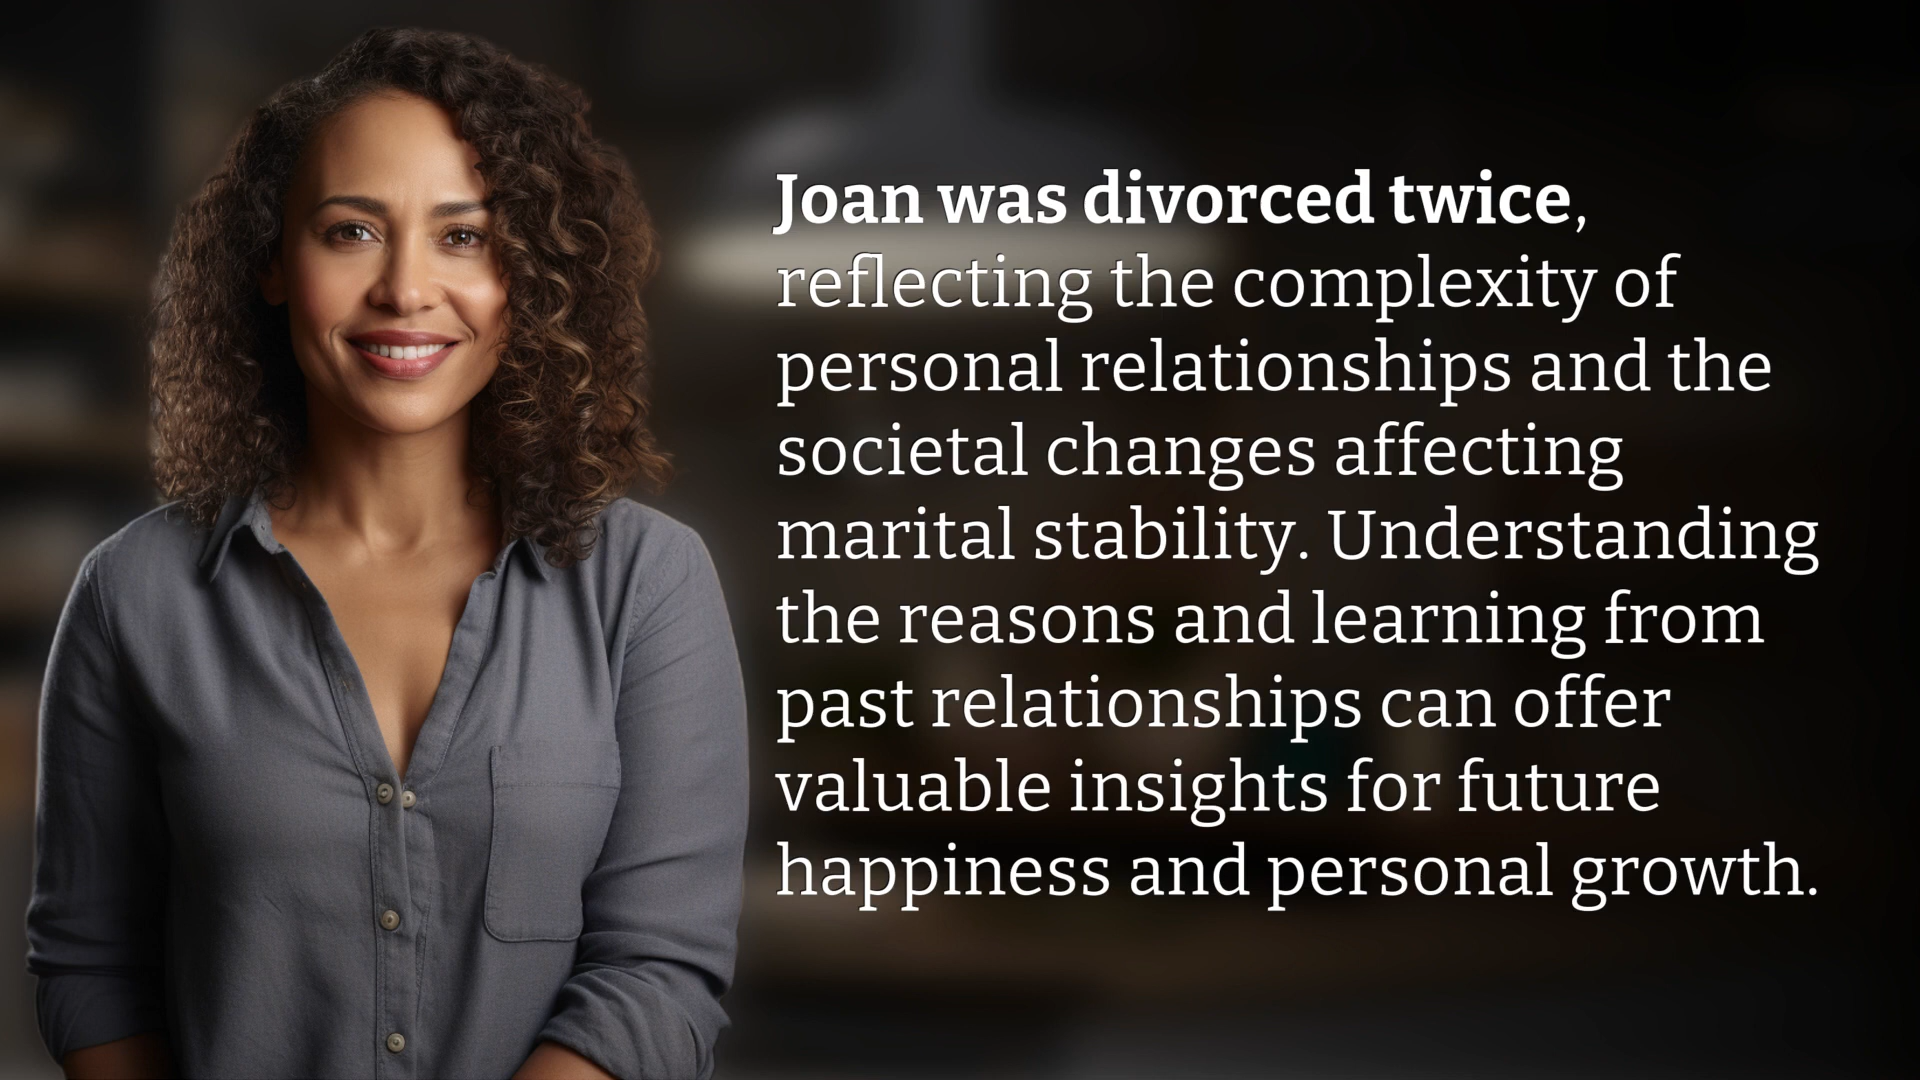 Joan was divorced twice,
reflecting the complexity of
personal relationships and the
societal changes affecting
marital stability. Understanding
the reasons and learning from
past relationships can offer
valuable insights for future
happiness and personal growth.